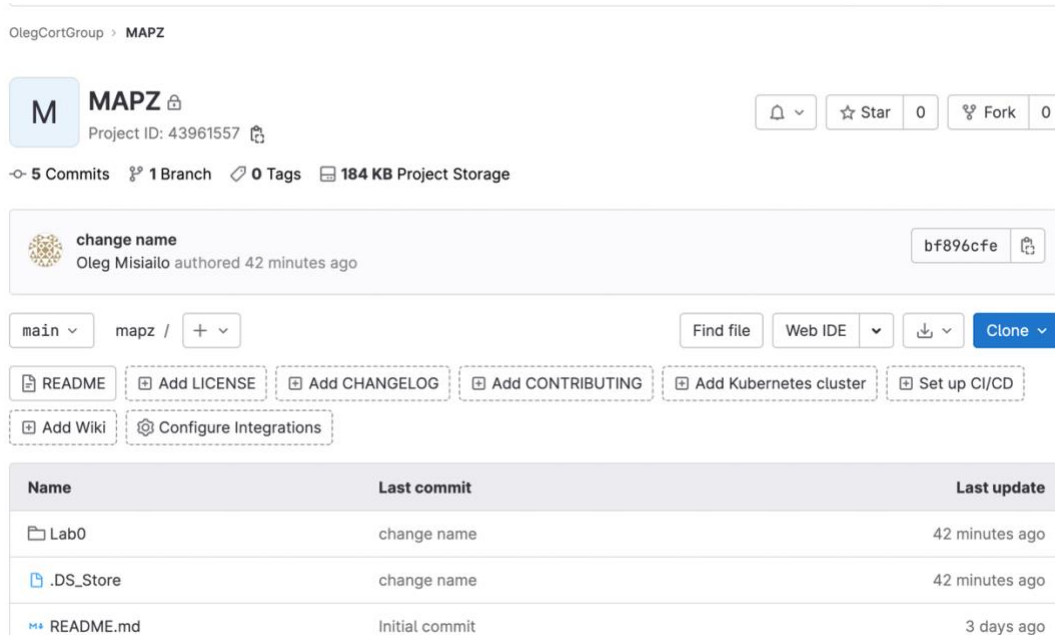 OlegCortGroup > MAPZ
M
MAPZ
Project ID: 43961557
Star 0 Fork 0
5 Commits 1 Branch 0 Tags 184 KB Project Storage
change name
Oleg Misiailo authored 42 minutes ago
bf896cfe
main mapz / + Find file Web IDE Clone
README Add LICENSE Add CHANGELOG Add CONTRIBUTING Add Kubernetes cluster Set up CI/CD
Add Wiki Configure Integrations
Name Last commit Last update
Lab0 change name 42 minutes ago
.DS_Store change name 42 minutes ago
README.md Initial commit 3 days ago